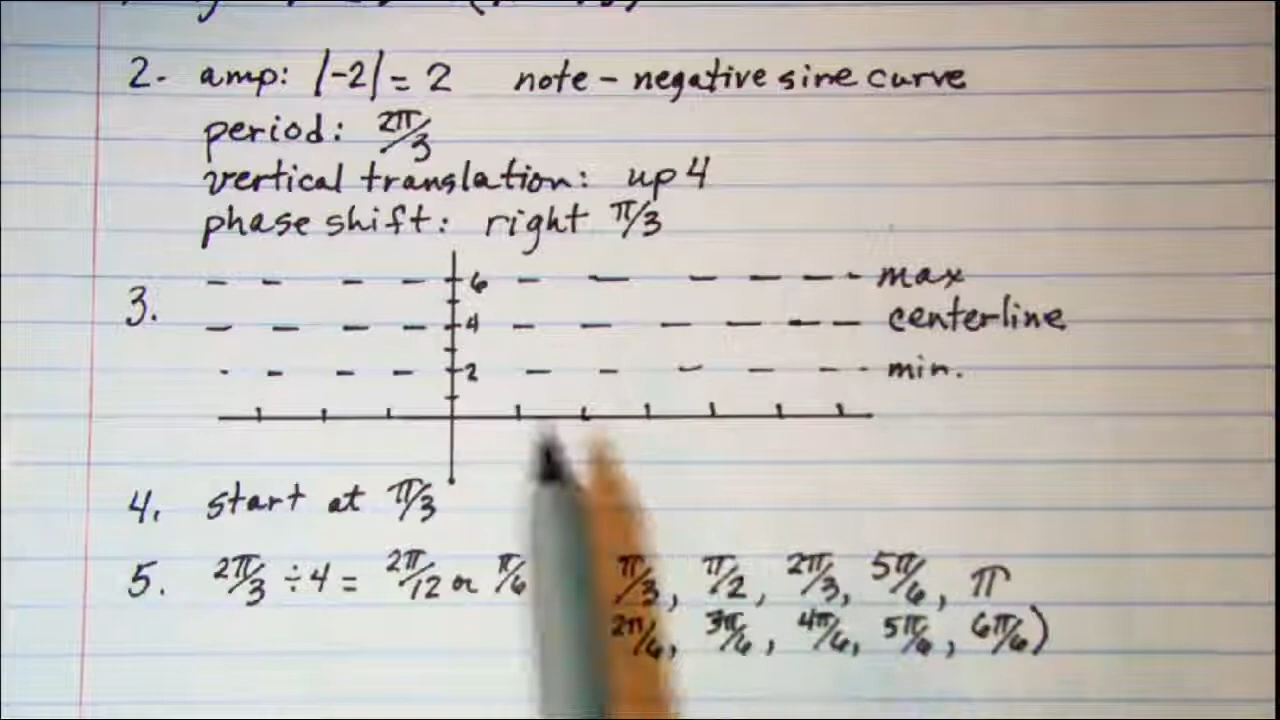 2- amp: |-2| = 2 note - negative sine curve
period: 2π/3
vertical translation: up 4
phase shift: right π/3
3.
6 max
4 centerline
2 min.
4. start at π/3
5. 2π/3 ÷ 4 = 2π/12 or π/6 π/3, π/2, 2π/3, 5π/6, π
2π/6, 3π/6, 4π/6, 5π/6, 6π/6)